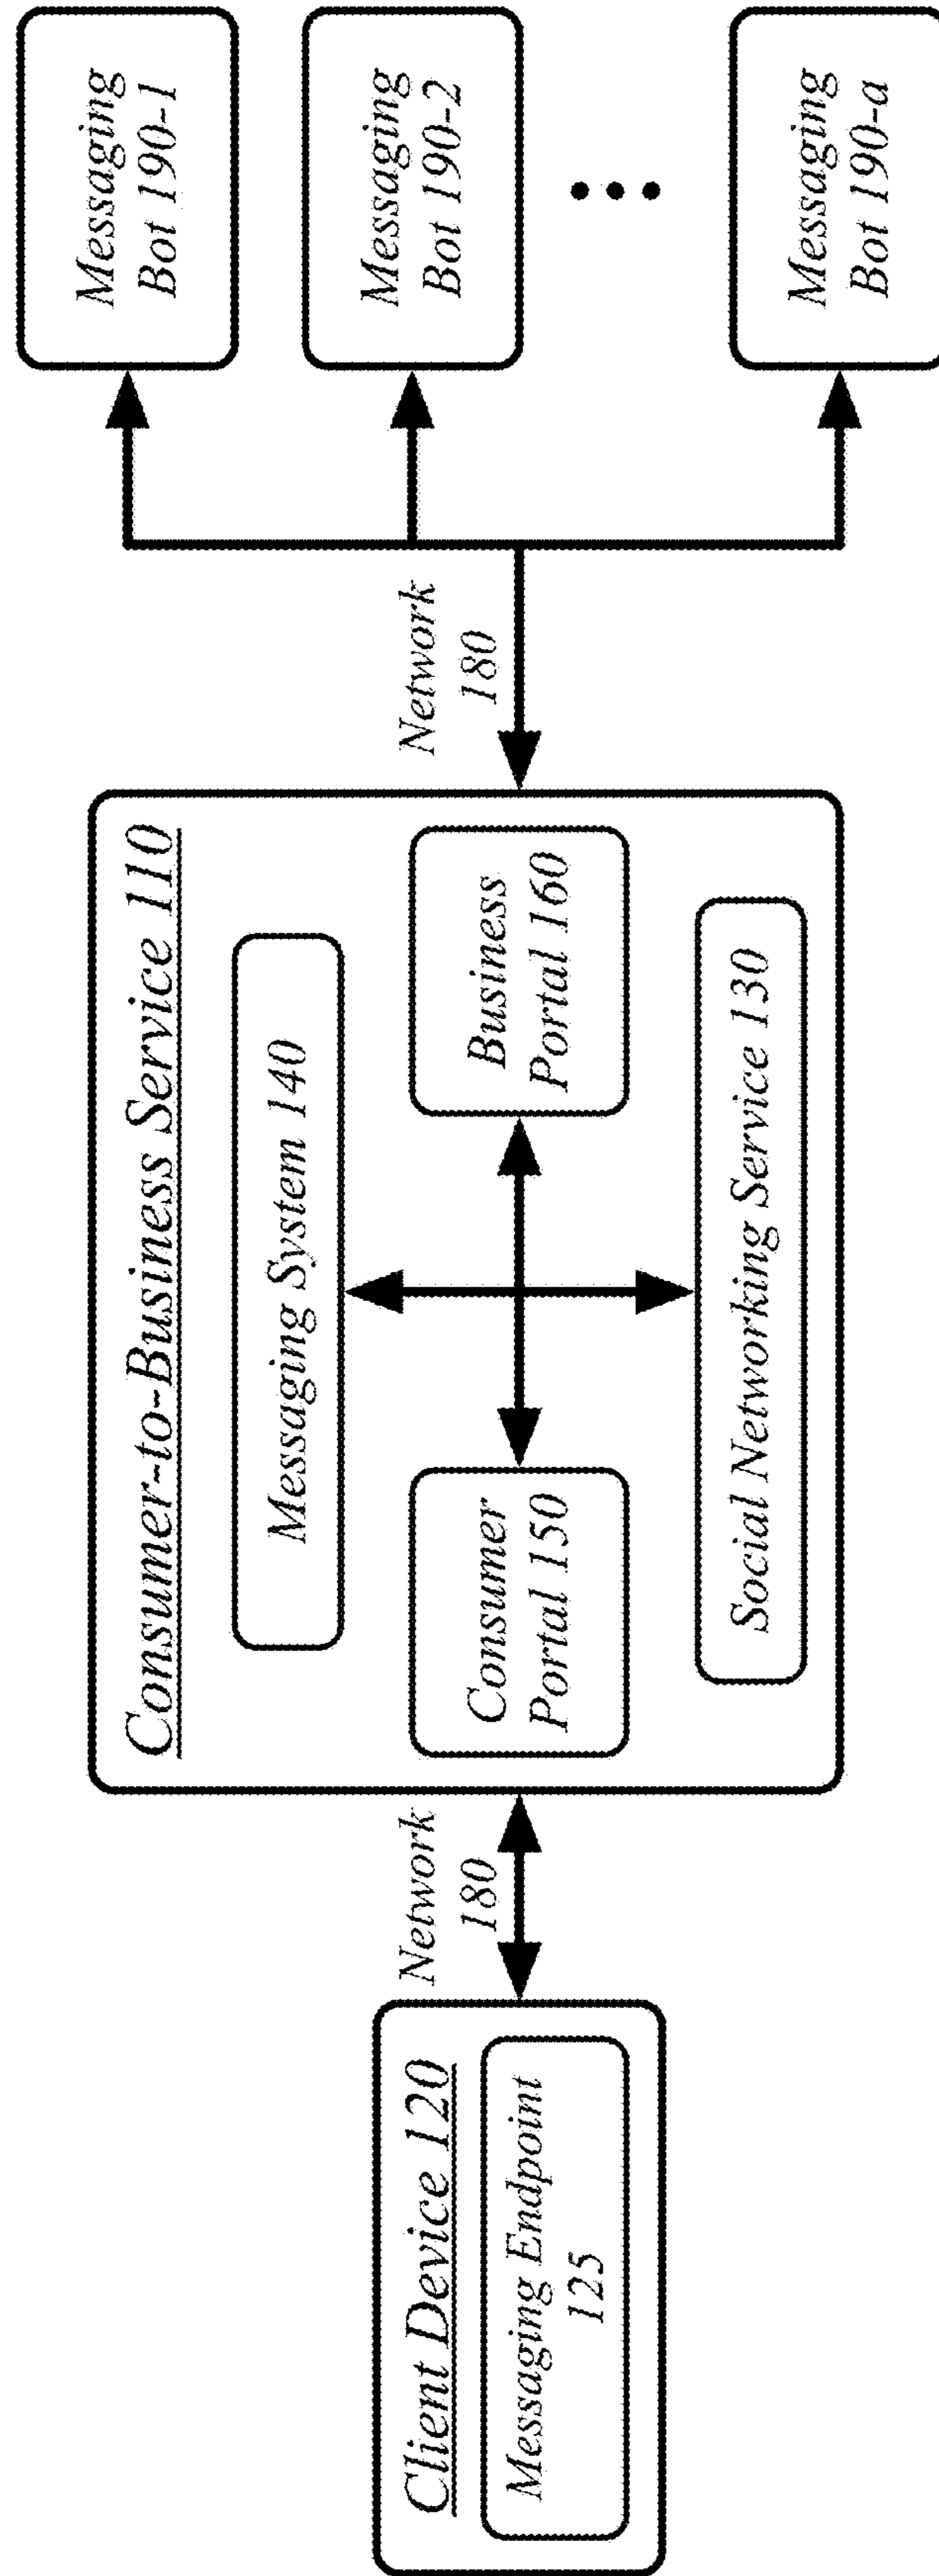 Client Device 120
Messaging Endpoint
125
Network
180
Consumer-to-Business Service 110
Messaging System 140
Consumer
Portal 150
Business
Portal 160
Social Networking Service 130
Network
180
Messaging
Bot 190-1
Messaging
Bot 190-2
Messaging
Bot 190-a